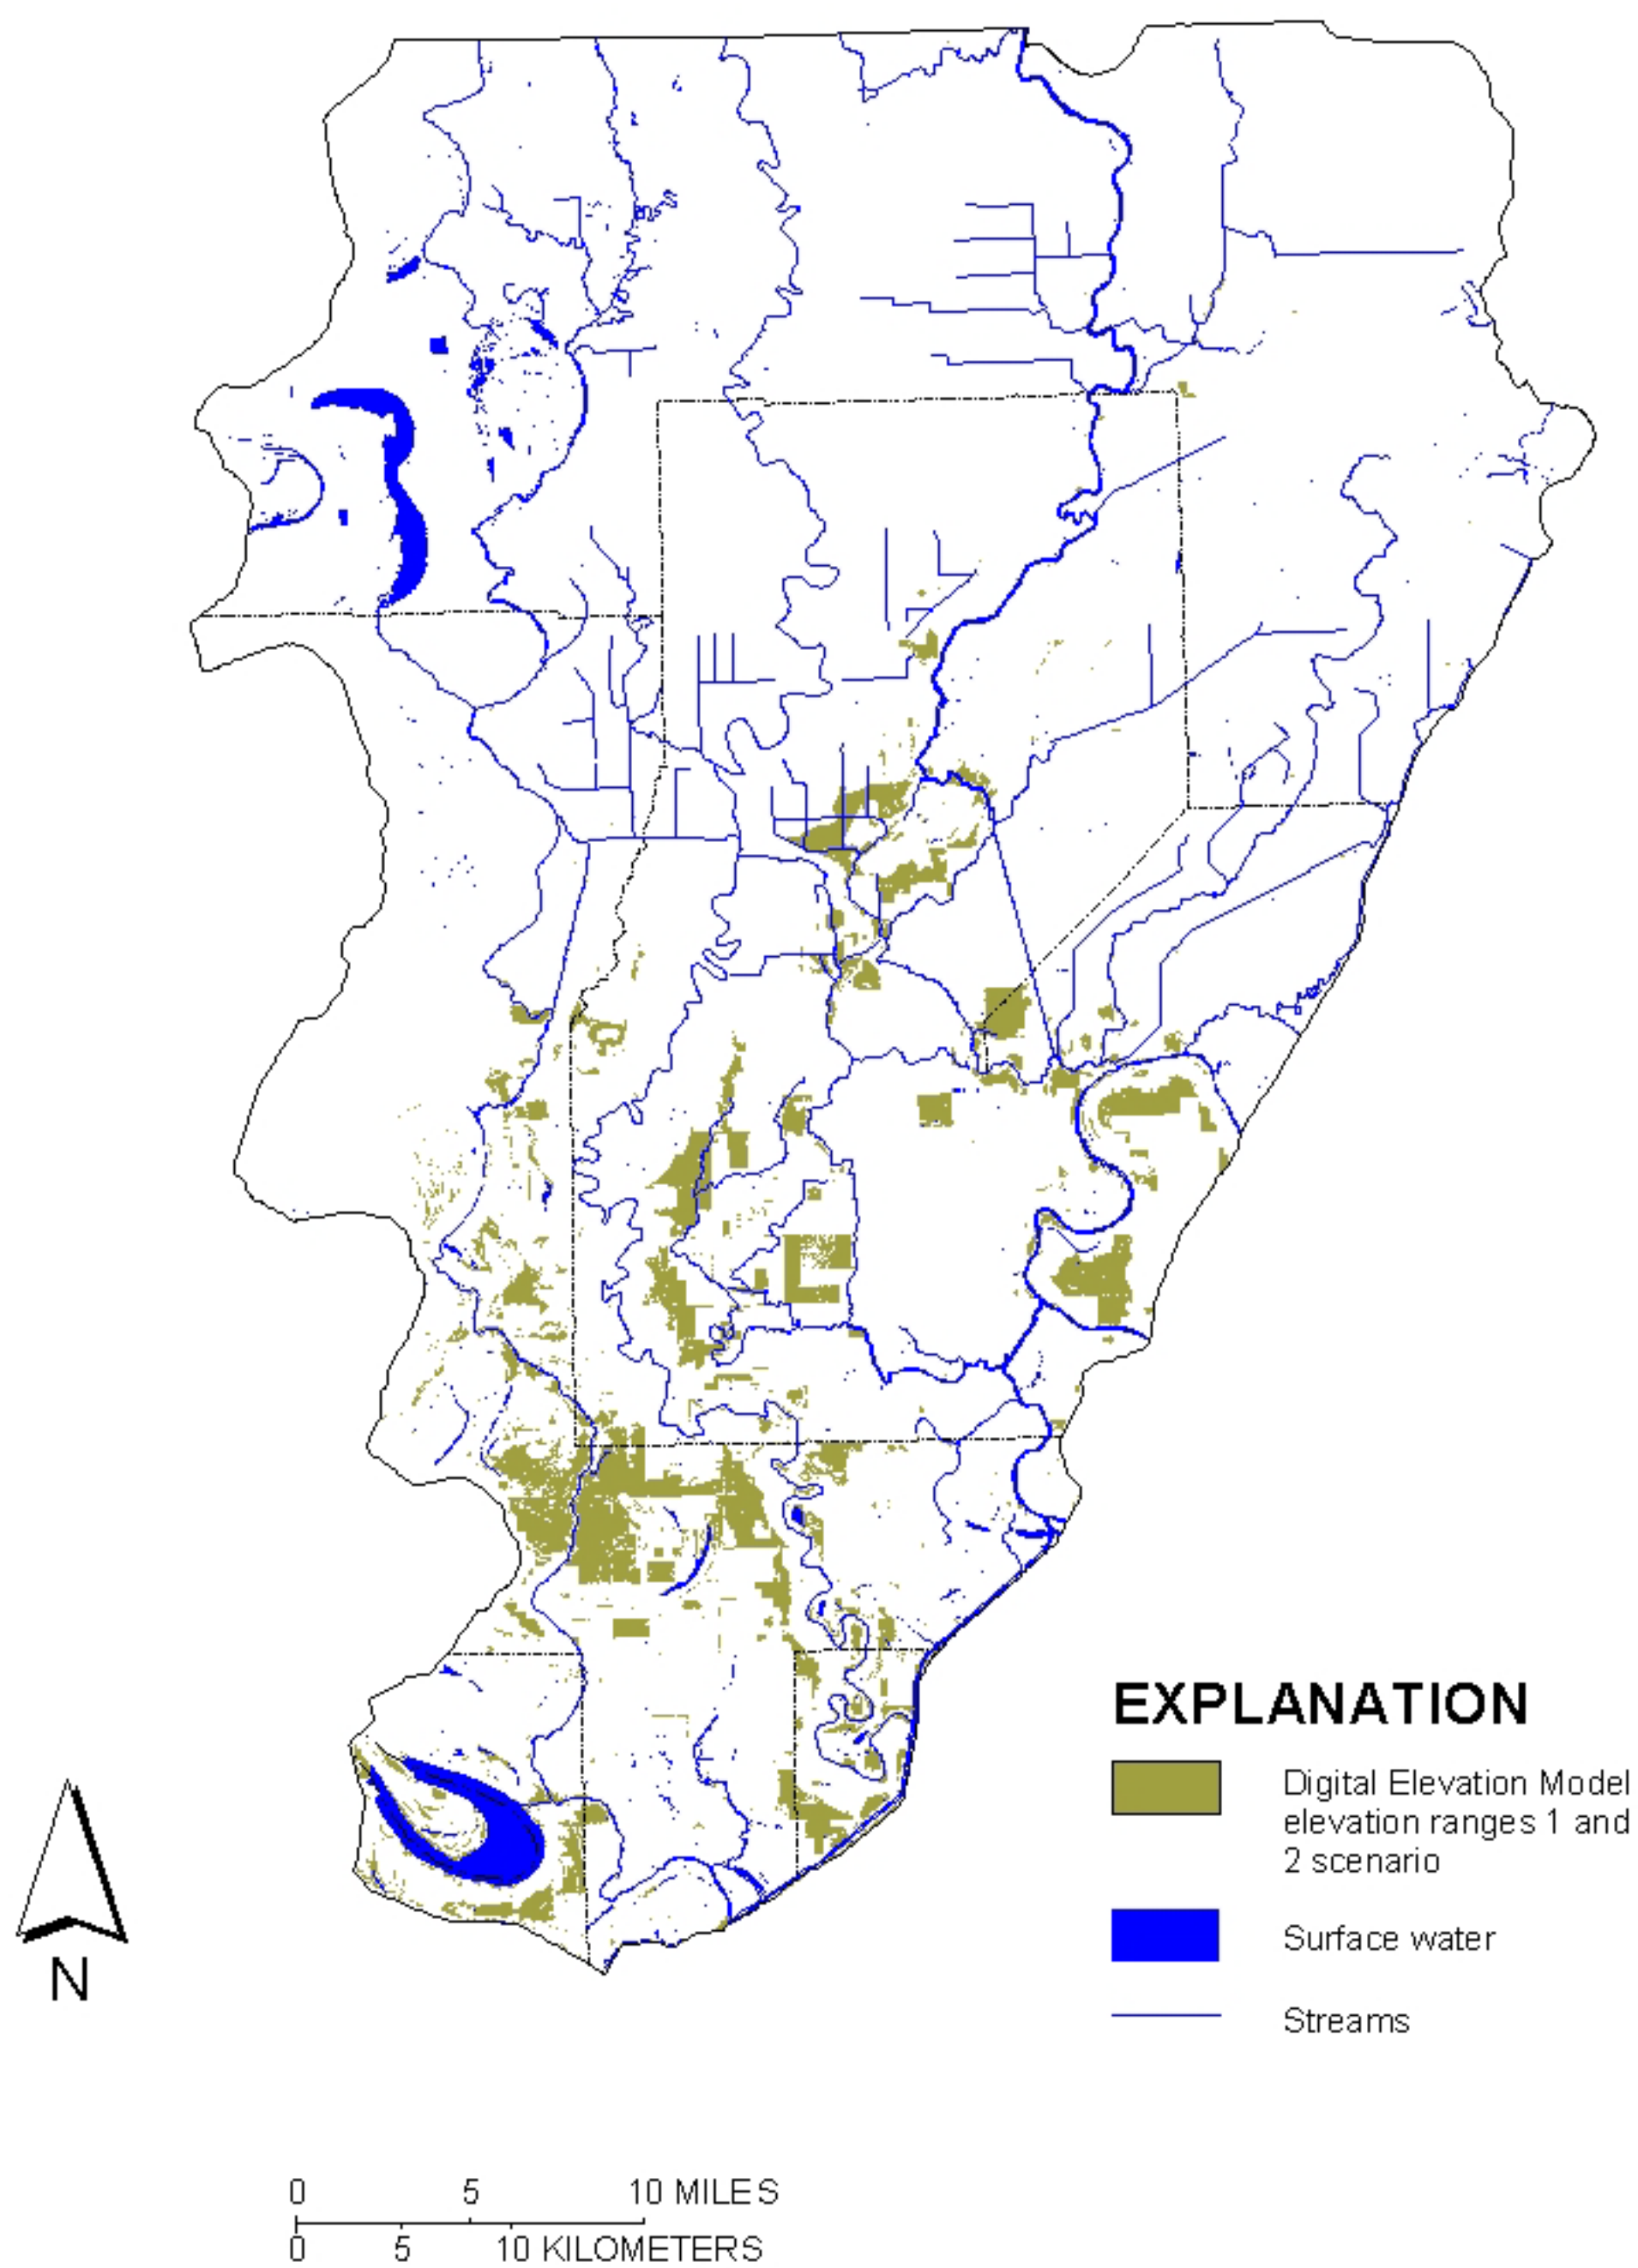 EXPLANATION
Digital Elevation Model
elevation ranges 1 and
2 scenario
Surface water
Streams
N
0 5 10 MILES
0 5 10 KILOMETERS